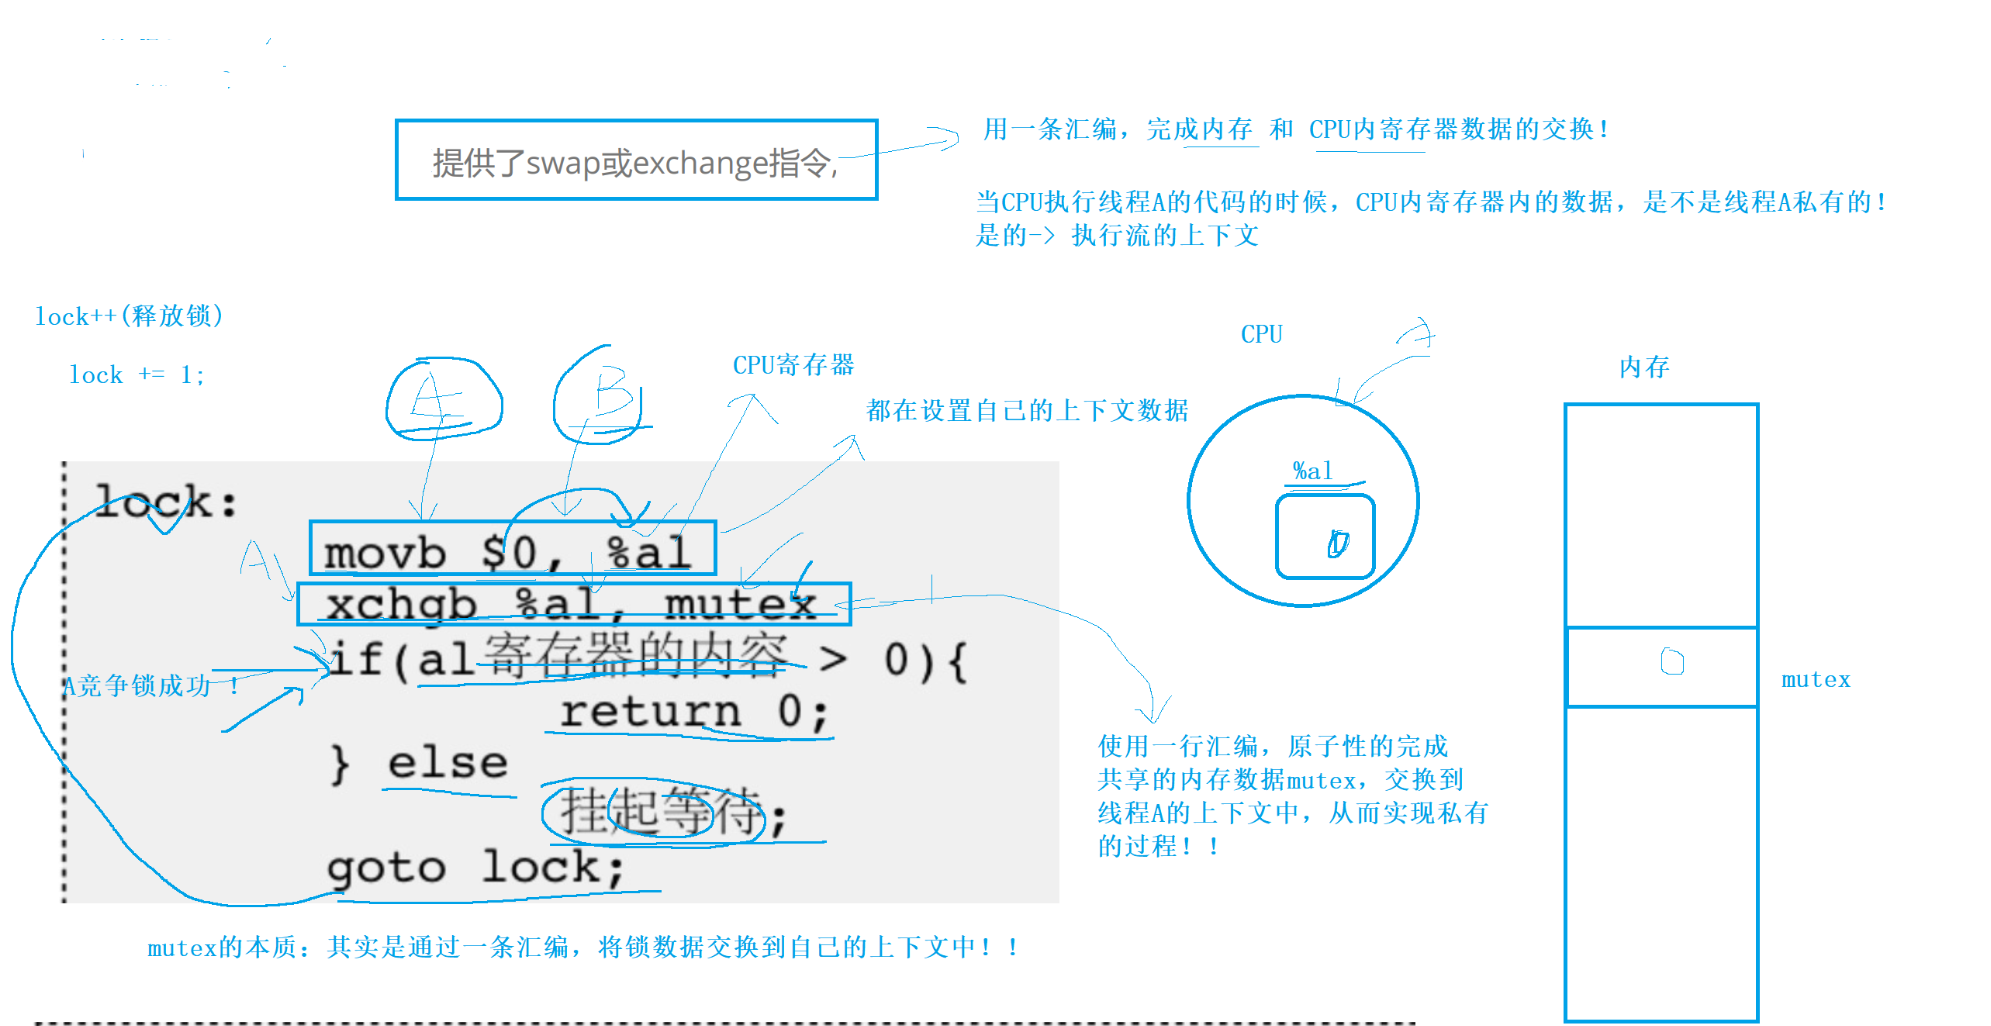 提供了swap或exchange指令,
用一条汇编，完成内存 和 CPU内寄存器数据的交换！
当CPU执行线程A的代码的时候，CPU内寄存器内的数据，是不是线程A私有的！
是的-> 执行流的上下文
lock++(释放锁)
lock += 1;
A
B
CPU寄存器
都在设置自己的上下文数据
CPU
内存
%al
lock:
movb $0, %al
A
xchgb %al, mutex
if(al寄存器的内容 > 0){
A竞争锁成功 ！
return 0;
} else
挂起等待;
goto lock;
0
mutex
使用一行汇编，原子性的完成
共享的内存数据mutex，交换到
线程A的上下文中，从而实现私有
的过程！！
mutex的本质：其实是通过一条汇编，将锁数据交换到自己的上下文中！！